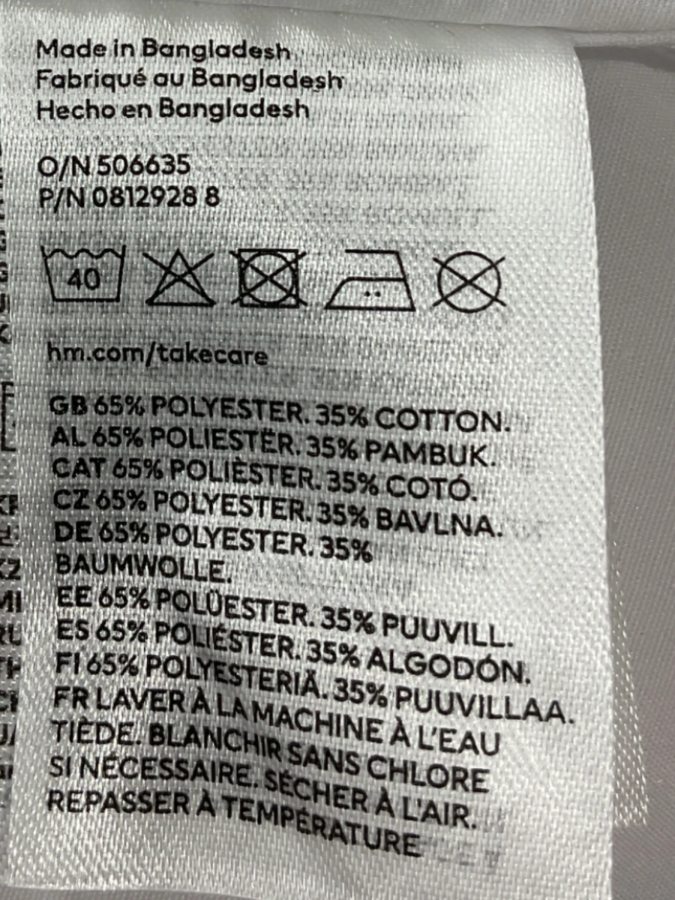 Made in Bangladesh
Fabriqué au Bangladesh
Hecho en Bangladesh
O/N 506635
P/N 0812928 8
40
hm.com/takecare
GB 65% POLYESTER. 35% COTTON.
AL 65% POLIESTËR. 35% PAMBUK.
CAT 65% POLIÈSTER. 35% COTÓ.
CZ 65% POLYESTER. 35% BAVLNA.
DE 65% POLYESTER. 35%
BAUMWOLLE.
EE 65% POLÜESTER. 35% PUUVILL.
ES 65% POLIÉSTER. 35% ALGODÓN.
FI 65% POLYESTERIÄ. 35% PUUVILLAA.
FR LAVER À LA MACHINE À L'EAU
TIÈDE. BLANCHIR SANS CHLORE
SI NÉCESSAIRE. SÉCHER À L'AIR.
REPASSER À TEMPÉRATURE